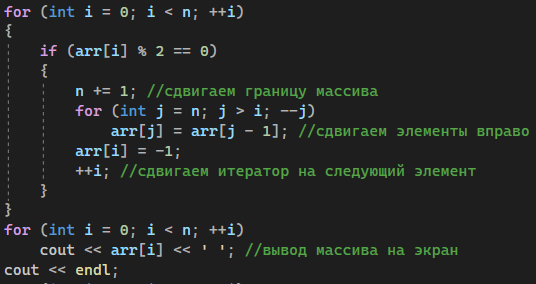 for (int i = 0; i < n; ++i)
{
    if (arr[i] % 2 == 0)
    {
        n += 1; //сдвигаем границу массива
        for (int j = n; j > i; --j)
            arr[j] = arr[j - 1]; //сдвигаем элементы вправо
        arr[i] = -1;
        ++i; //сдвигаем итератор на следующий элемент
    }
}
for (int i = 0; i < n; ++i)
    cout << arr[i] << ' '; //вывод массива на экран
cout << endl;